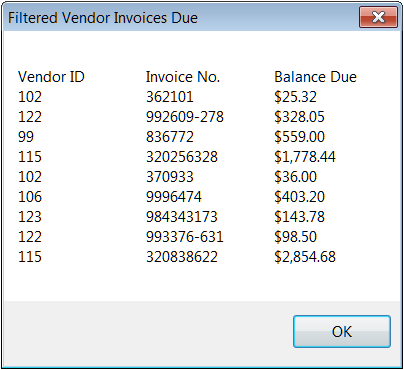 Filtered Vendor Invoices Due
Vendor ID Invoice No. Balance Due
102 362101 $25.32
122 992609-278 $328.05
99 836772 $559.00
115 320256328 $1,778.44
102 370933 $36.00
106 9996474 $403.20
123 984343173 $143.78
122 993376-631 $98.50
115 320838622 $2,854.68
OK